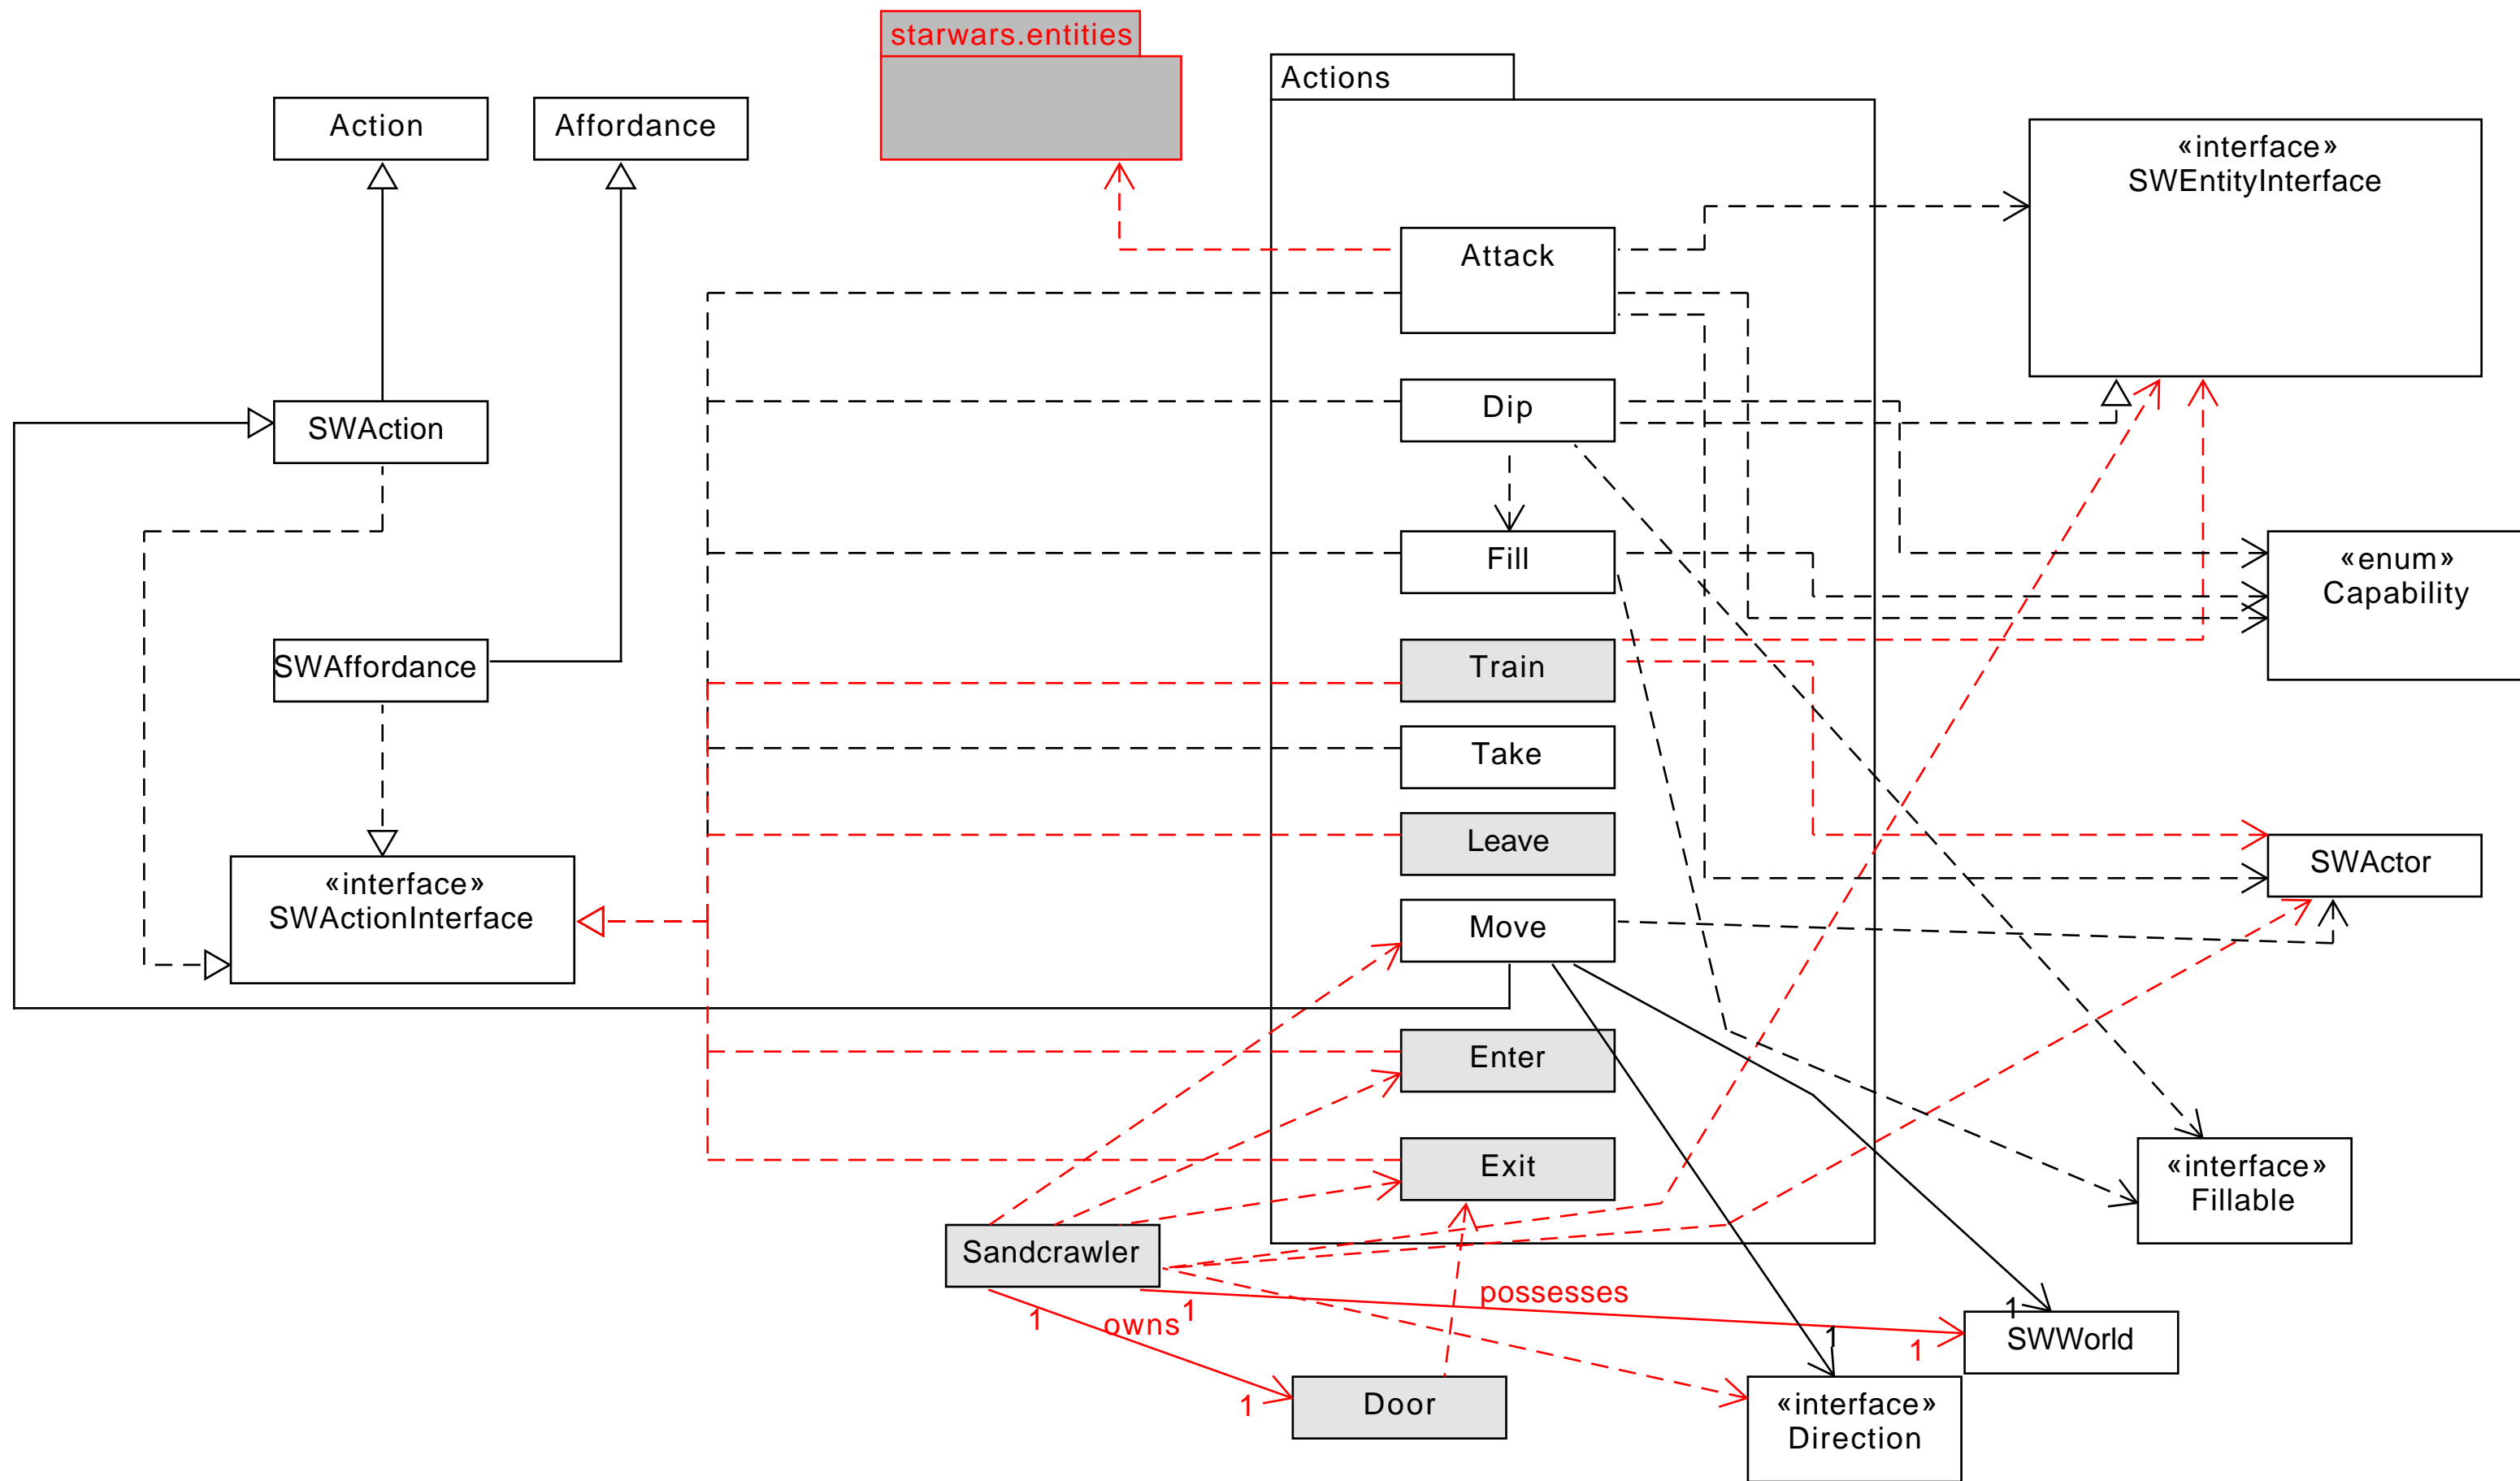 starwars.entities
Actions
Action
Affordance
«interface»
SWEntityInterface
Attack
Dip
SWAction
Fill
«enum»
Capability
SWAffordance
Train
Take
Leave
SWActor
«interface»
SWActionInterface
Move
Enter
Exit
«interface»
Fillable
Sandcrawler
possesses
1
1
owns
1
1
1
SWWorld
1
1
Door
«interface»
Direction